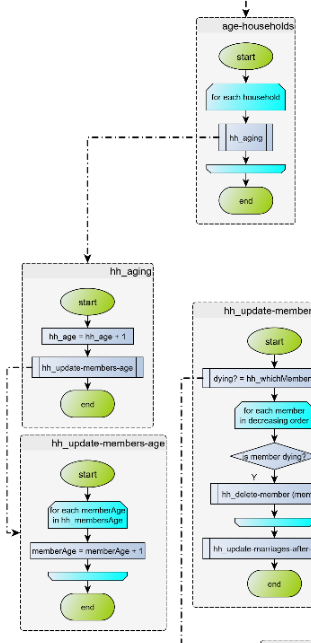 age-households
start
for each household
hh_aging
end
hh_aging
start
hh_age = hh_age + 1
hh_update-members-age
end
hh_update-members-age
start
for each memberAge
in hh_membersAge
memberAge = memberAge + 1
end
hh_update-member
start
dying? = hh_whichMember
for each member
in decreasing order
is member dying?
Y
hh_delete-member (mem
hh_update-marriages-after-
end